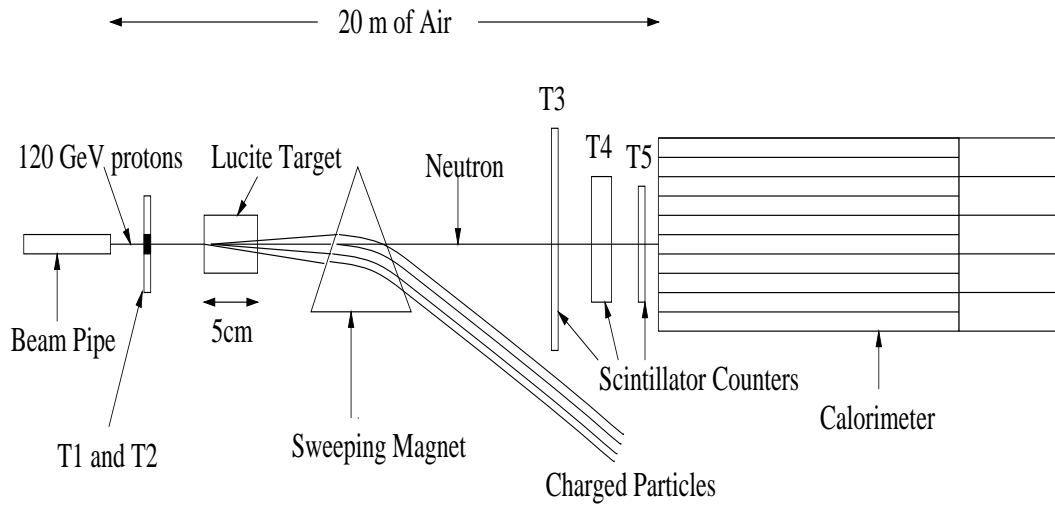 20 m of Air
T3
120 GeV protons
Lucite Target
Neutron
T4
T5
5cm
Beam Pipe
Scintillator Counters
Calorimeter
T1 and T2
Sweeping Magnet
Charged Particles